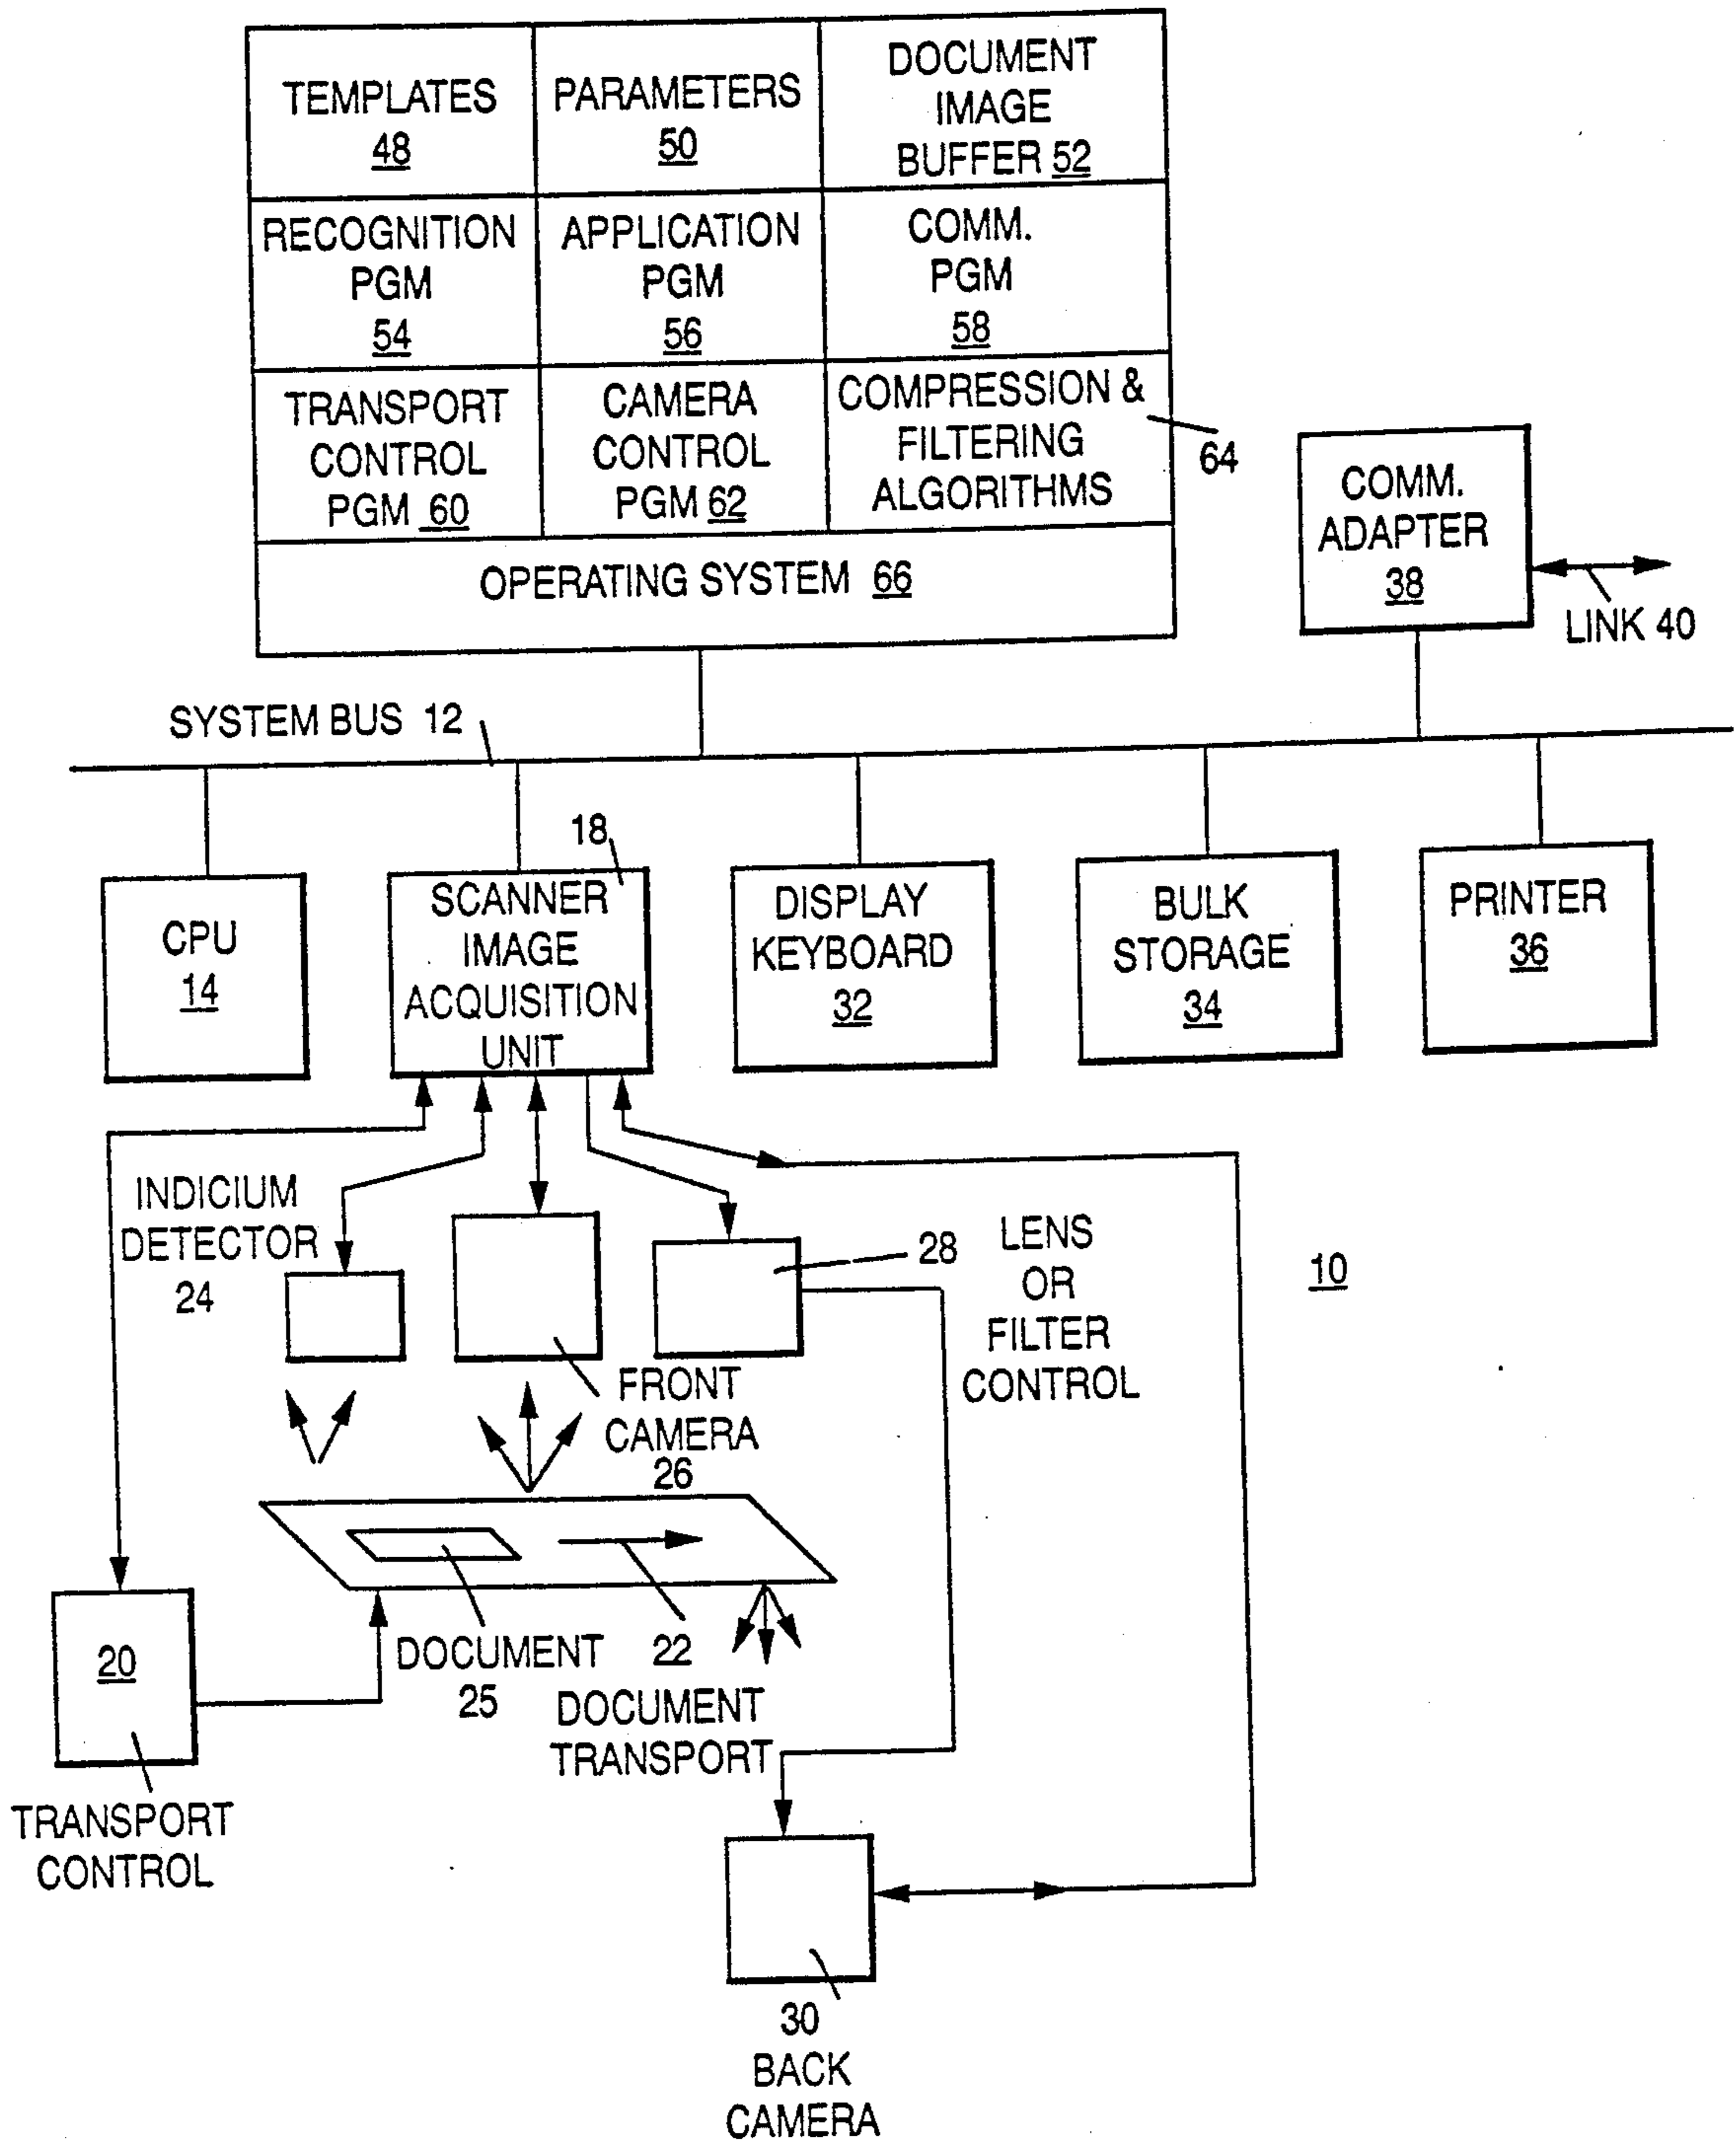 TEMPLATES
48
PARAMETERS
50
DOCUMENT
IMAGE
BUFFER 52
RECOGNITION
PGM
54
APPLICATION
PGM
56
COMM.
PGM
58
TRANSPORT
CONTROL
PGM 60
CAMERA
CONTROL
PGM 62
COMPRESSION &
FILTERING
ALGORITHMS
64
OPERATING SYSTEM 66
COMM.
ADAPTER
38
LINK 40
SYSTEM BUS 12
CPU
14
18
SCANNER
IMAGE
ACQUISITION
UNIT
DISPLAY
KEYBOARD
32
BULK
STORAGE
34
PRINTER
36
INDICIUM
DETECTOR
24
FRONT
CAMERA
26
28
LENS
OR
FILTER
CONTROL
10
20
TRANSPORT
CONTROL
DOCUMENT
25
22
DOCUMENT
TRANSPORT
30
BACK
CAMERA